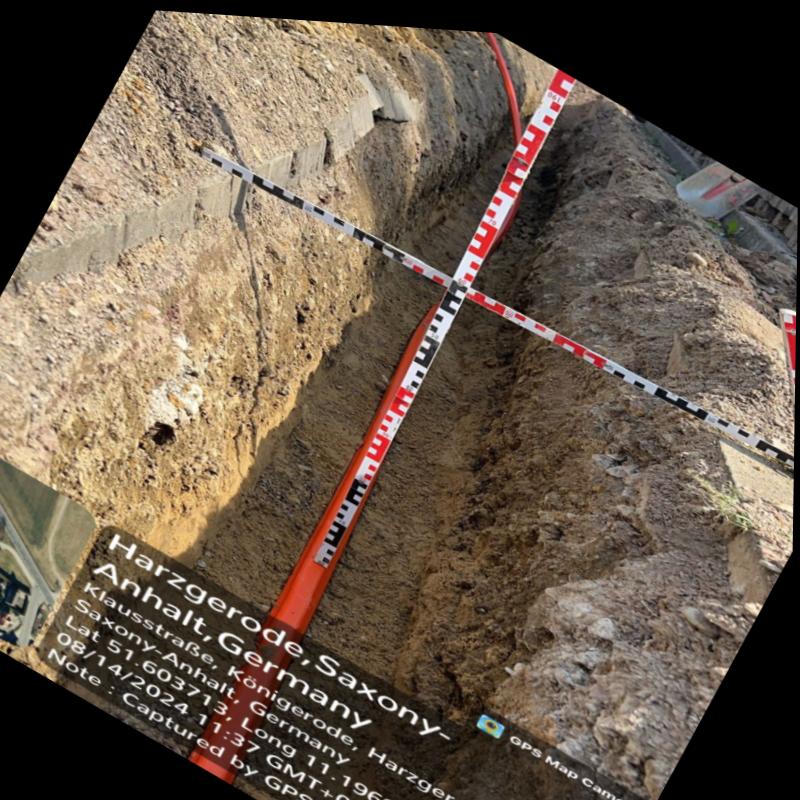 Harzgerode, Saxony-
Anhalt, Germany
Klausstraße, Königerode, Harzger
Saxony-Anhalt, Germany
Lat 51.603713, Long 11.196
08/14/2024 11:37 GMT+0
Note : Captured by GPS
GPS Map Cam